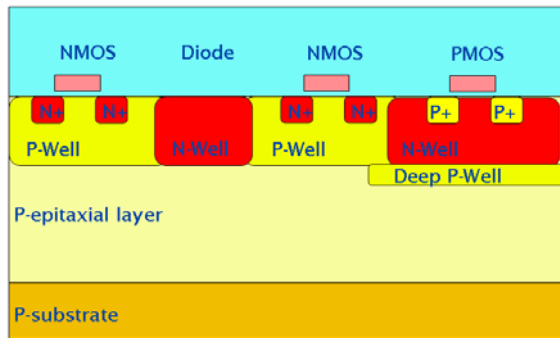 NMOS Diode NMOS PMOS
N+ N+ N+ N+ P+ P+
P-Well N-Well P-Well N-Well
Deep P-Well
P-epitaxial layer
P-substrate